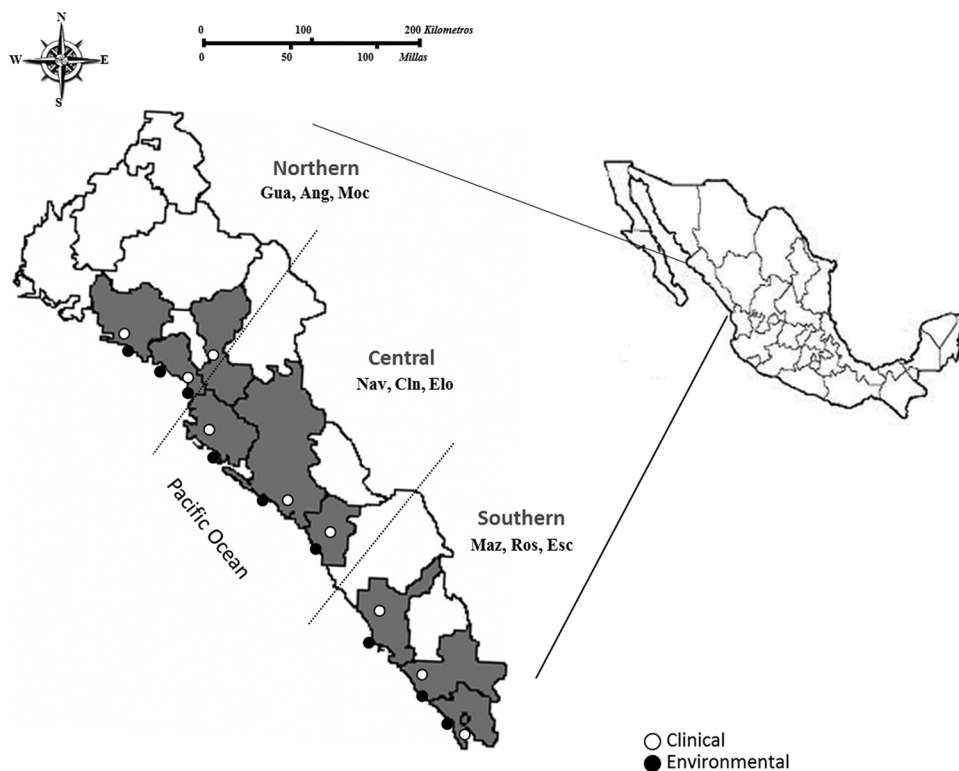 N
W E
S
0 100 200 Kilometros
0 50 100 Millas
Northern
Gua, Ang, Moc
Central
Nav, Cln, Elo
Southern
Maz, Ros, Esc
Pacific Ocean
Clinical
Environmental